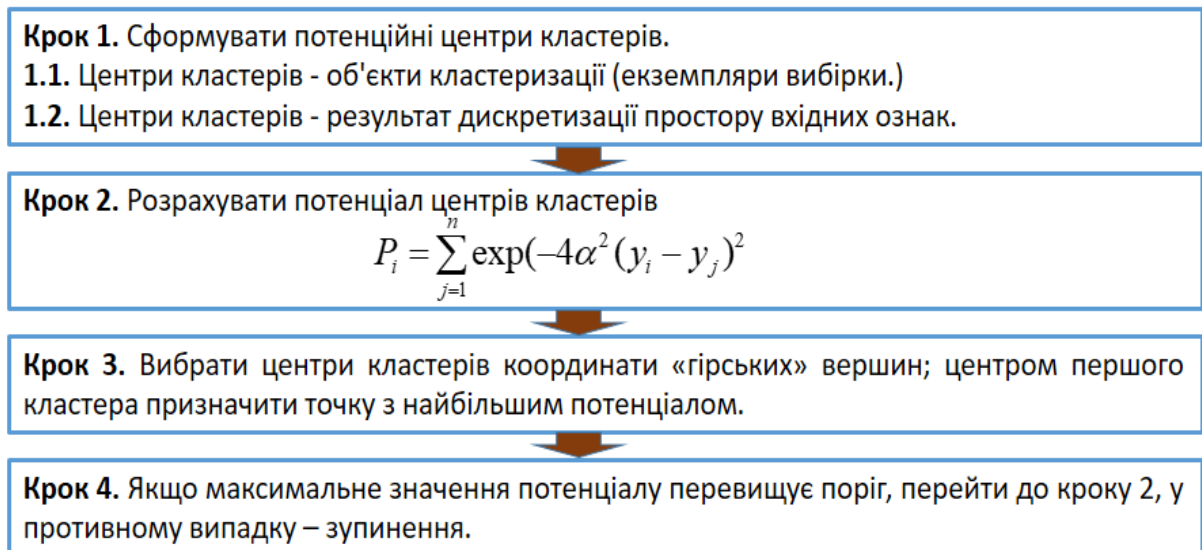 Крок 1. Сформувати потенційні центри кластерів.
1.1. Центри кластерів - об'єкти кластеризації (екземпляри вибірки.)
1.2. Центри кластерів - результат дискретизації простору вхідних ознак.
Крок 2. Розрахувати потенціал центрів кластерів
P_i = \sum_{j=1}^{n} exp(−4α²(y_i − y_j)²
Крок 3. Вибрати центри кластерів координати «гірських» вершин; центром першого
кластера призначити точку з найбільшим потенціалом.
Крок 4. Якщо максимальне значення потенціалу перевищує поріг, перейти до кроку 2, у
противному випадку – зупинення.